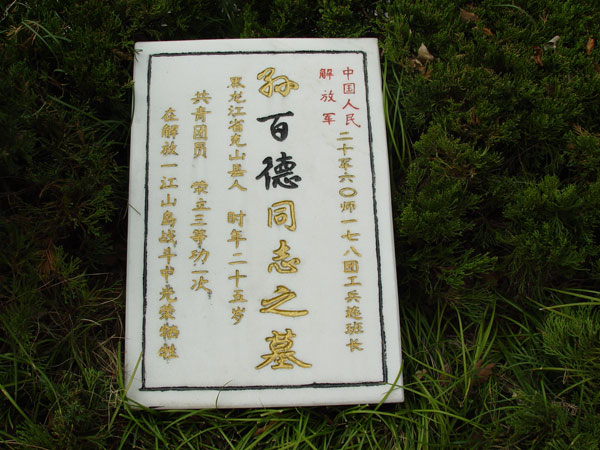 中国人民
解放军
二十军六〇师一七八团工兵连班长
孙百德同志之墓
黑龙江省克山县人 时年二十五岁
共青团员 荣立三等功一次
在解放一江山岛战斗中光荣牺牲